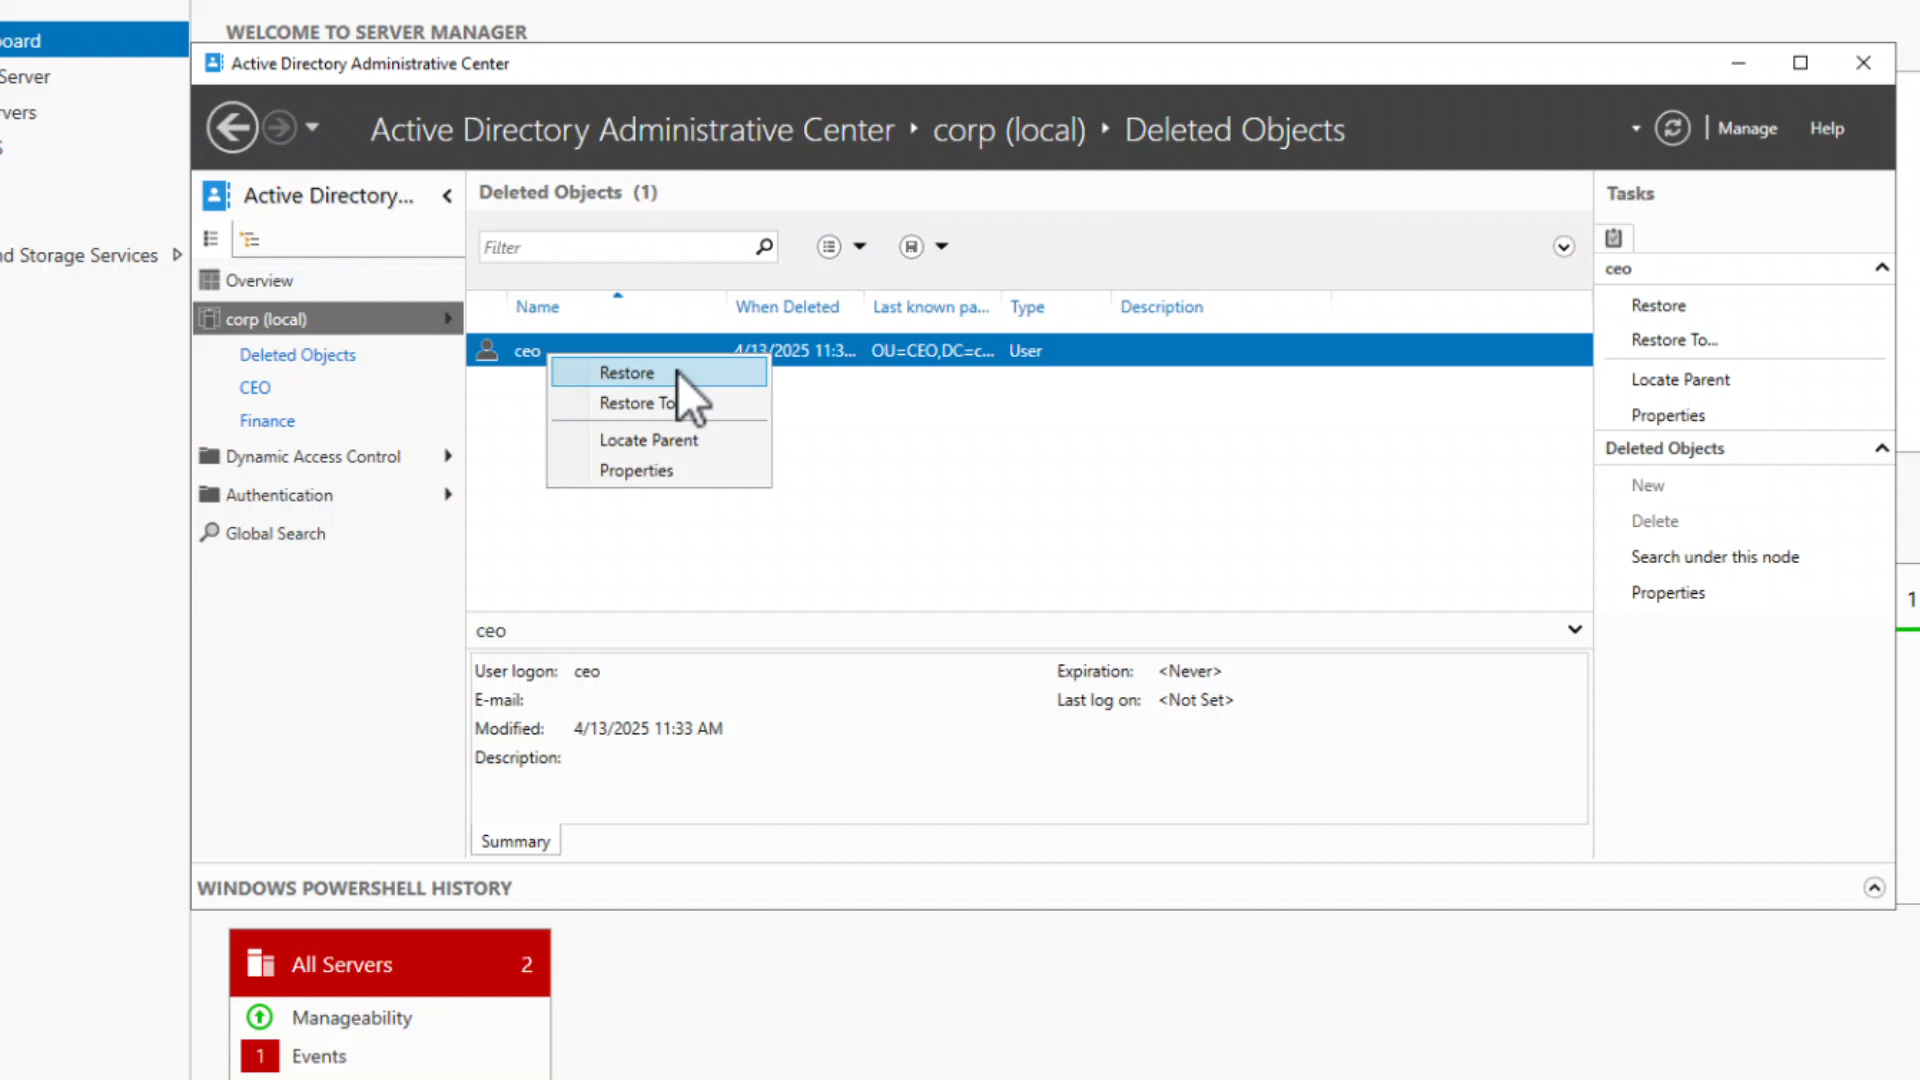 WELCOME TO SERVER MANAGER
oard
Server
vers
S
nd Storage Services
Active Directory Administrative Center
Active Directory Administrative Center ‣ corp (local) ‣ Deleted Objects
Manage
Help
Active Directory...
Overview
corp (local)
Deleted Objects
CEO
Finance
Dynamic Access Control
Authentication
Global Search
Deleted Objects (1)
Filter
Name When Deleted Last known pa... Type Description
ceo 4/13/2025 11:3... OU=CEO,DC=c... User
Restore
Restore To
Locate Parent
Properties
ceo
User logon: ceo
E-mail:
Modified: 4/13/2025 11:33 AM
Description:
Expiration: <Never>
Last log on: <Not Set>
Summary
Tasks
ceo
Restore
Restore To...
Locate Parent
Properties
Deleted Objects
New
Delete
Search under this node
Properties
1
WINDOWS POWERSHELL HISTORY
All Servers 2
Manageability
1 Events